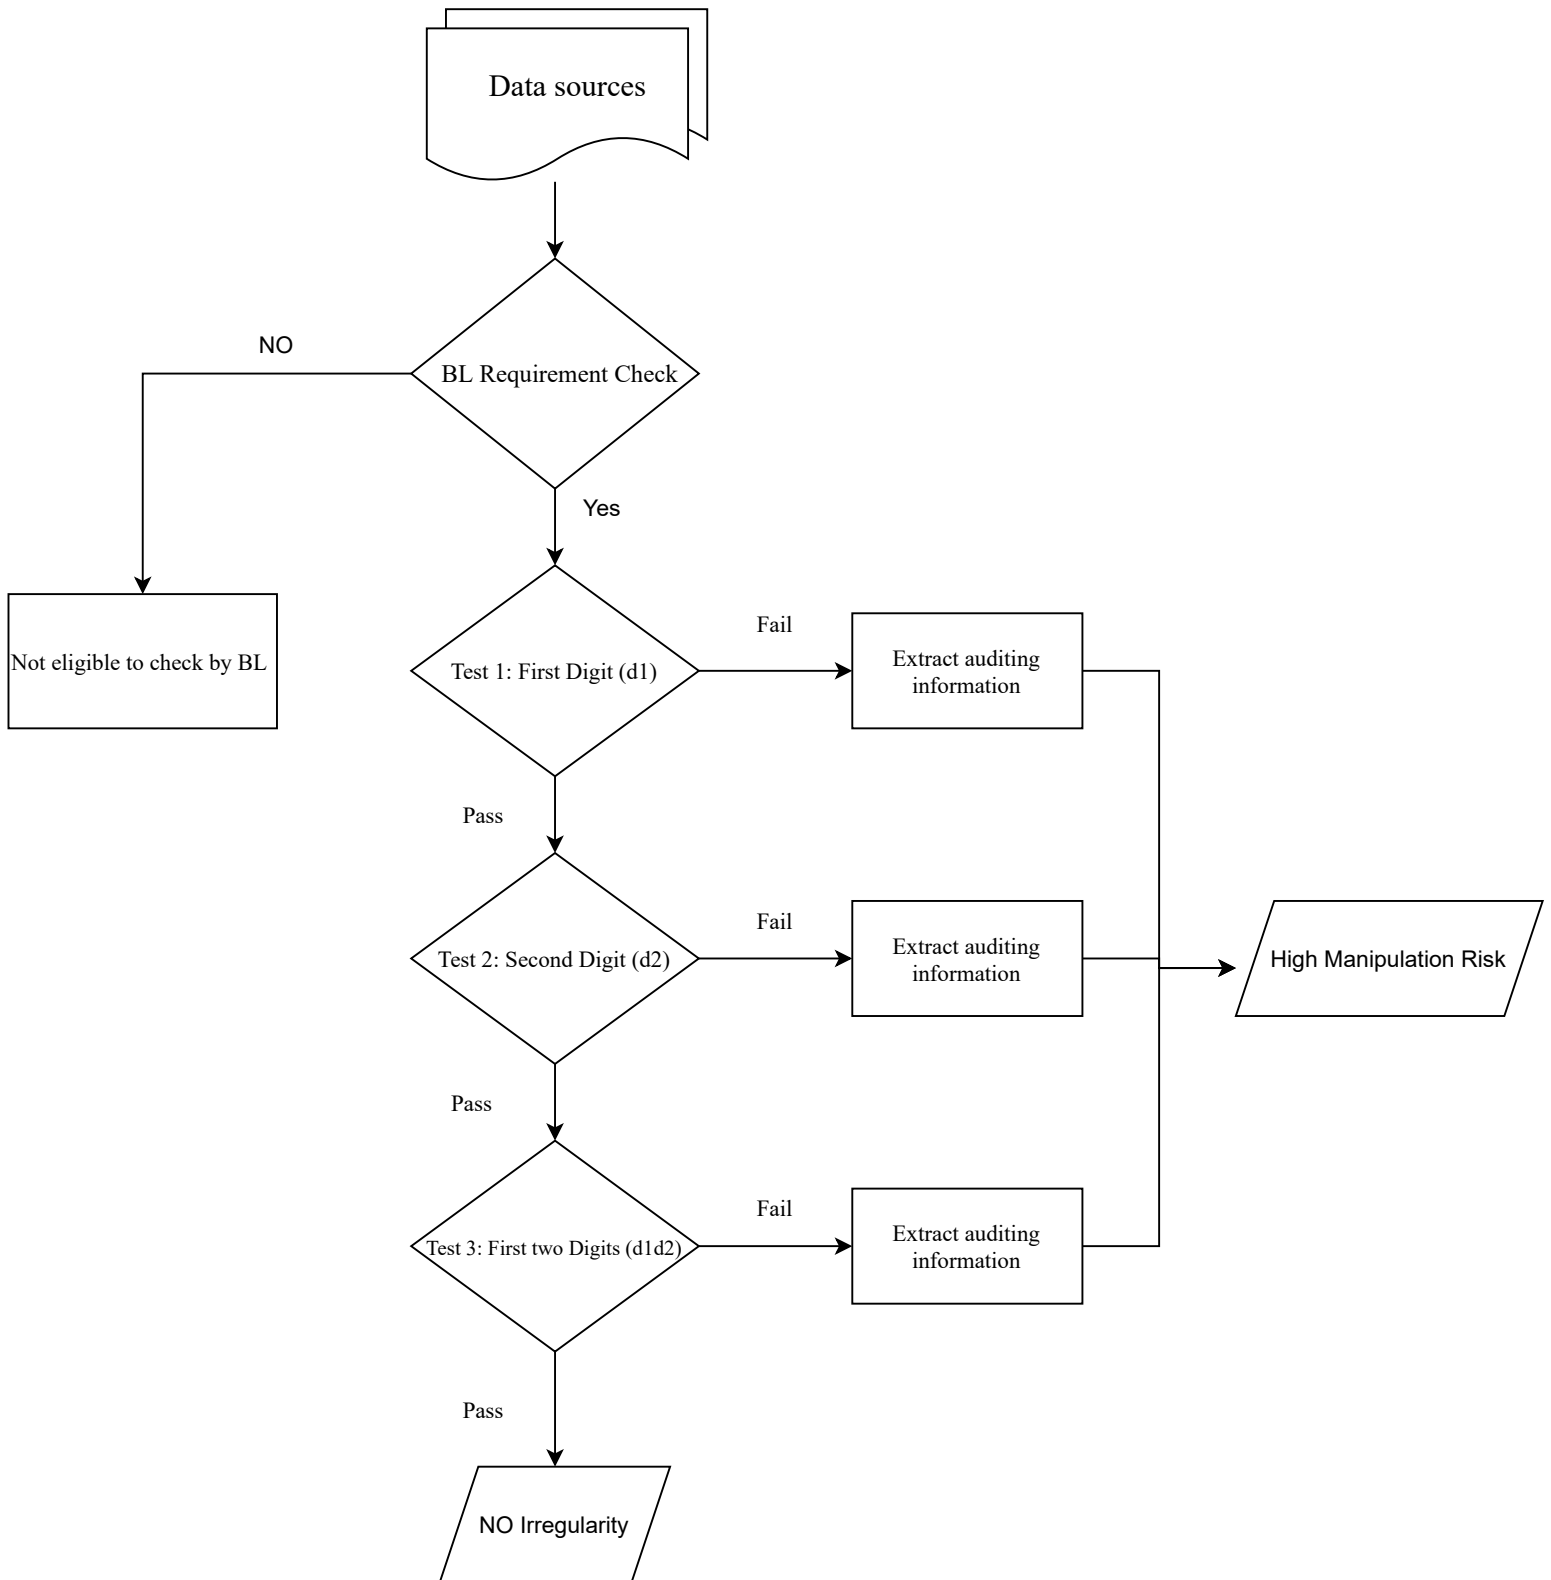 Data sources
NO
BL Requirement Check
Yes
Not eligible to check by BL
Test 1: First Digit (d1)
Fail
Extract auditing
information
Pass
Test 2: Second Digit (d2)
Fail
Extract auditing
information
High Manipulation Risk
Pass
Test 3: First two Digits (d1d2)
Fail
Extract auditing
information
Pass
NO Irregularity